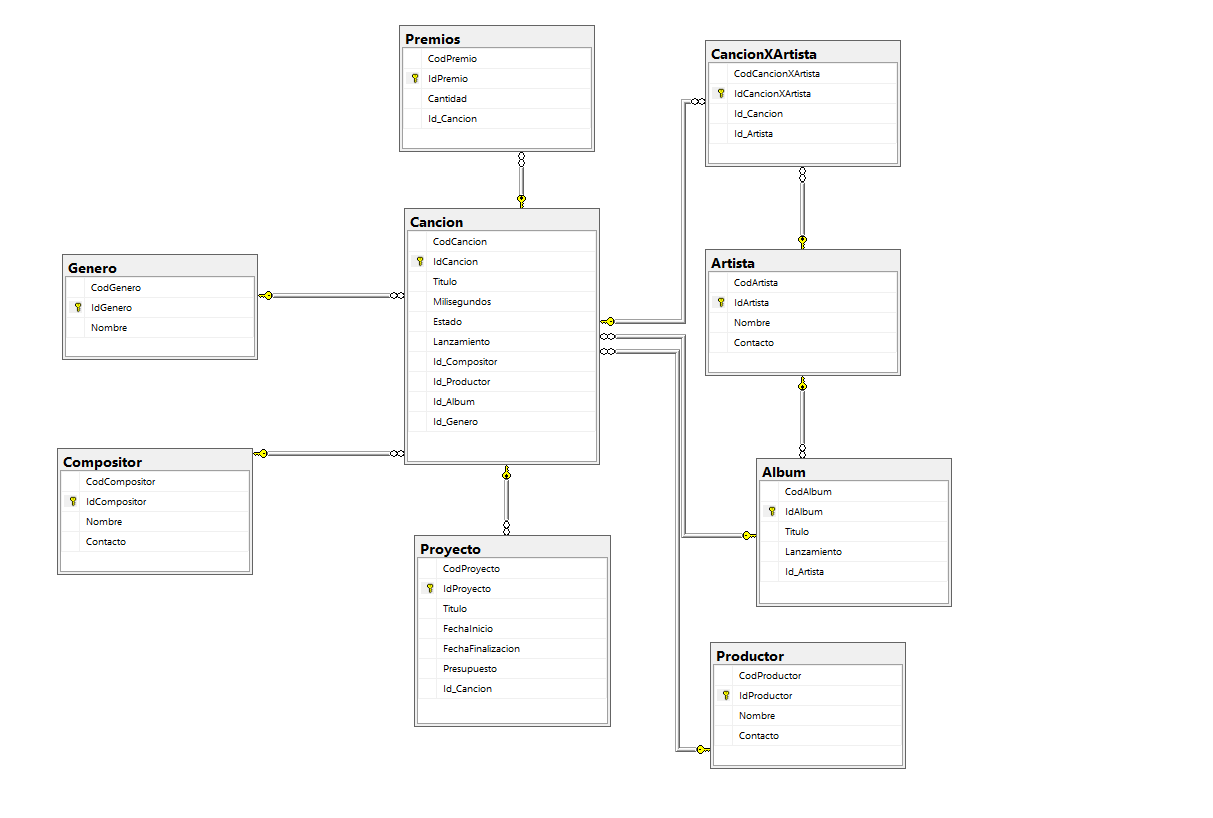 Premios
CodPremio
IdPremio
Cantidad
Id_Cancion
CancionXArtista
CodCancionXArtista
IdCancionXArtista
Id_Cancion
Id_Artista
Cancion
CodCancion
IdCancion
Titulo
Milisegundos
Estado
Lanzamiento
Id_Compositor
Id_Productor
Id_Album
Id_Genero
Genero
CodGenero
IdGenero
Nombre
Artista
CodArtista
IdArtista
Nombre
Contacto
Compositor
CodCompositor
IdCompositor
Nombre
Contacto
Album
CodAlbum
IdAlbum
Titulo
Lanzamiento
Id_Artista
Proyecto
CodProyecto
IdProyecto
Titulo
FechaInicio
FechaFinalizacion
Presupuesto
Id_Cancion
Productor
CodProductor
IdProductor
Nombre
Contacto